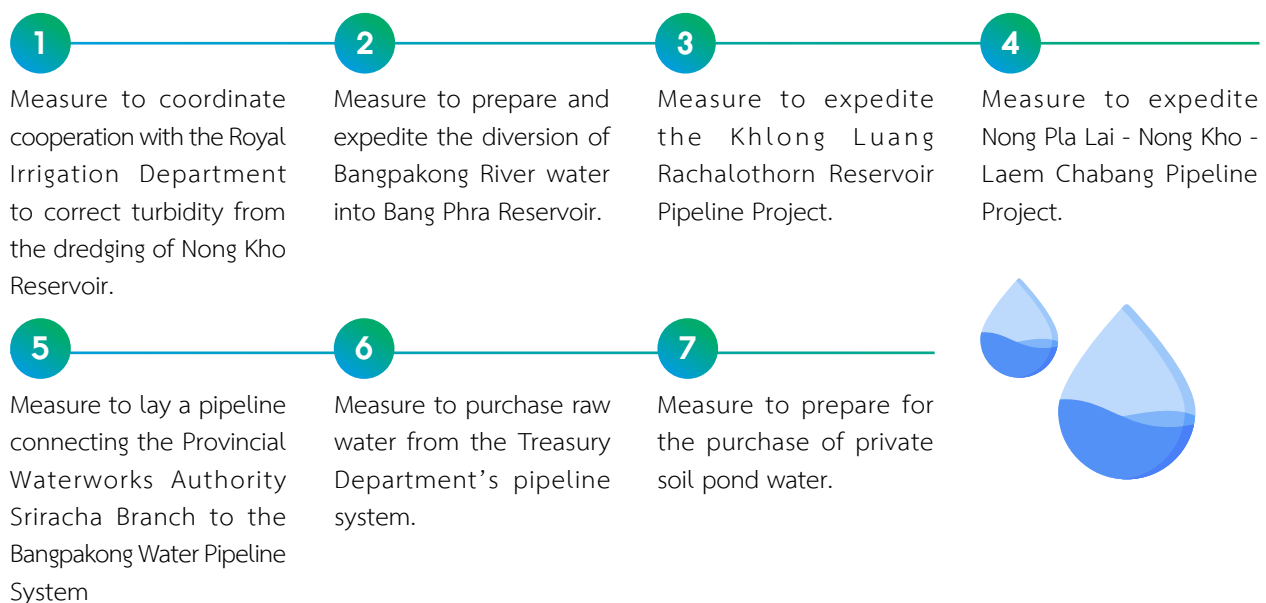 1
Measure to coordinate
cooperation with the Royal
Irrigation Department
to correct turbidity from
the dredging of Nong Kho
Reservoir.
2
Measure to prepare and
expedite the diversion of
Bangpakong River water
into Bang Phra Reservoir.
3
Measure to expedite
the Khlong Luang
Rachalothorn Reservoir
Pipeline Project.
4
Measure to expedite
Nong Pla Lai - Nong Kho -
Laem Chabang Pipeline
Project.
5
Measure to lay a pipeline
connecting the Provincial
Waterworks Authority
Sriracha Branch to the
Bangpakong Water Pipeline
System
6
Measure to purchase raw
water from the Treasury
Department's pipeline
system.
7
Measure to prepare for
the purchase of private
soil pond water.